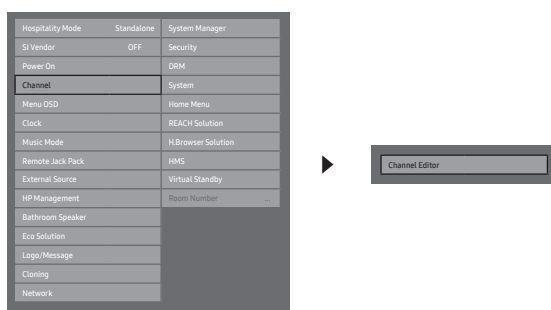 Hospitality Mode Standalone
SI Vendor OFF
Power On
Channel
Menu OSD
Clock
Music Mode
Remote Jack Pack
External Source
HP Management
Bathroom Speaker
Eco Solution
Logo/Message
Cloning
Network
System Manager
Security
DRM
System
Home Menu
REACH Solution
H.Browser Solution
HMS
Virtual Standby
Room Number ...
Channel Editor